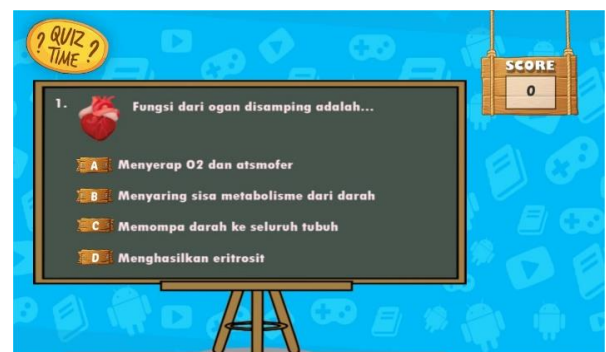 ? QUIZ ?
TIME
SCORE
0
1. Fungsi dari ogan disamping adalah...
A Menyerap O2 dan atsmofer
B Menyaring sisa metabolisme dari darah
C Memompa darah ke seluruh tubuh
D Menghasilkan eritrosit